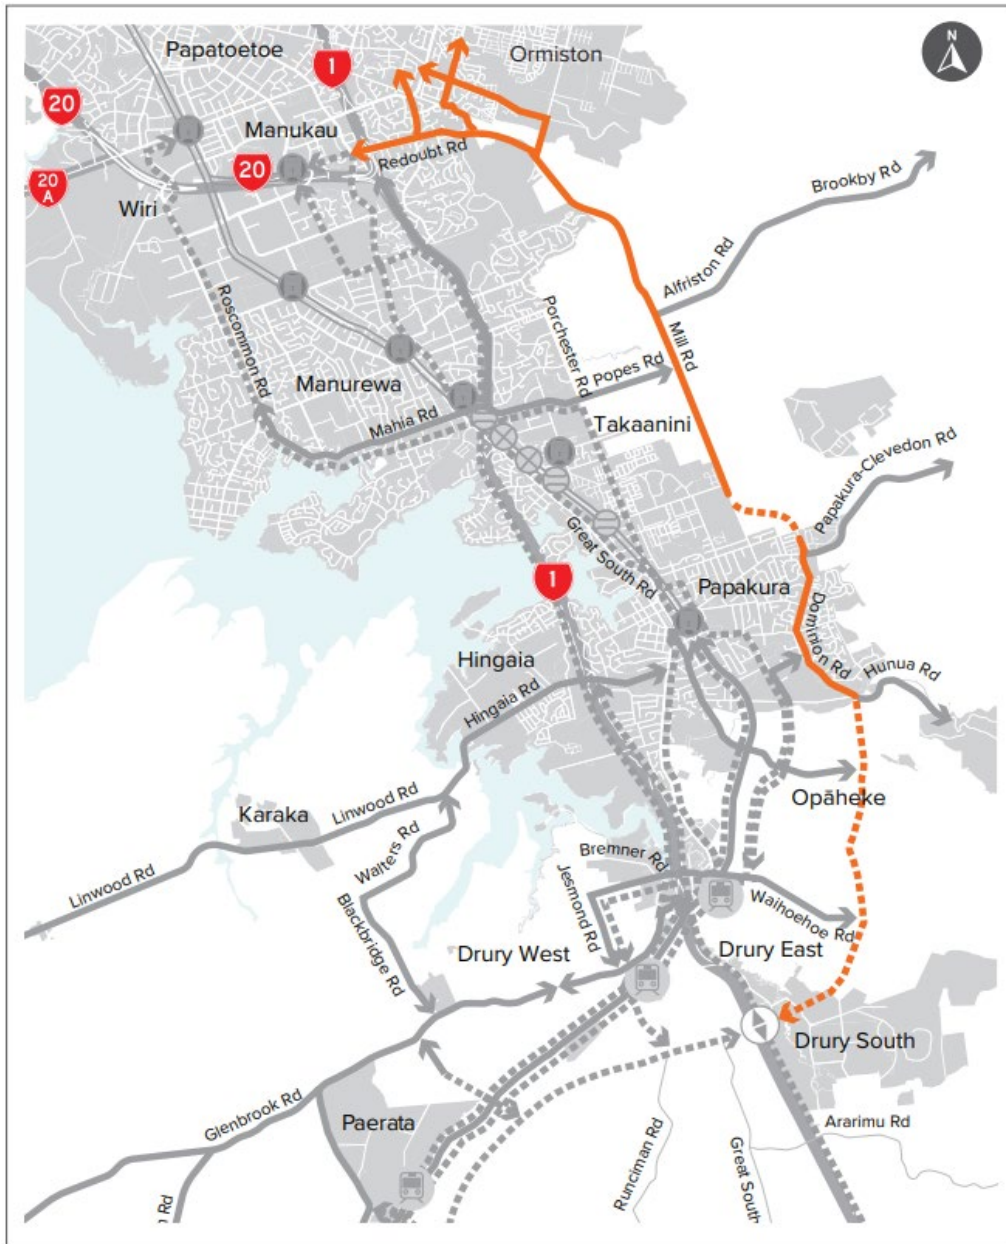 Papatoetoe
Ormiston
N
1
20
Manukau
20
Redoubt Rd
20
A
Wiri
Brookby Rd
Alfriston Rd
Roscommon Rd
Porchester Rd
Mill Rd
Popes Rd
Manurewa
Mahia Rd
Takaanini
Papakura-Clevedon Rd
Great South Rd
1
Papakura
Dominion Rd
Hingaia
Hunua Rd
Hingaia Rd
Opāheke
Karaka
Linwood Rd
Walters Rd
Bremner Rd
Linwood Rd
Jesmond Rd
Blackbridge Rd
Waihoehoe Rd
Drury West
Drury East
Drury South
Glenbrook Rd
Paerata
Ararimu Rd
Runciman Rd
Great South
n Rd